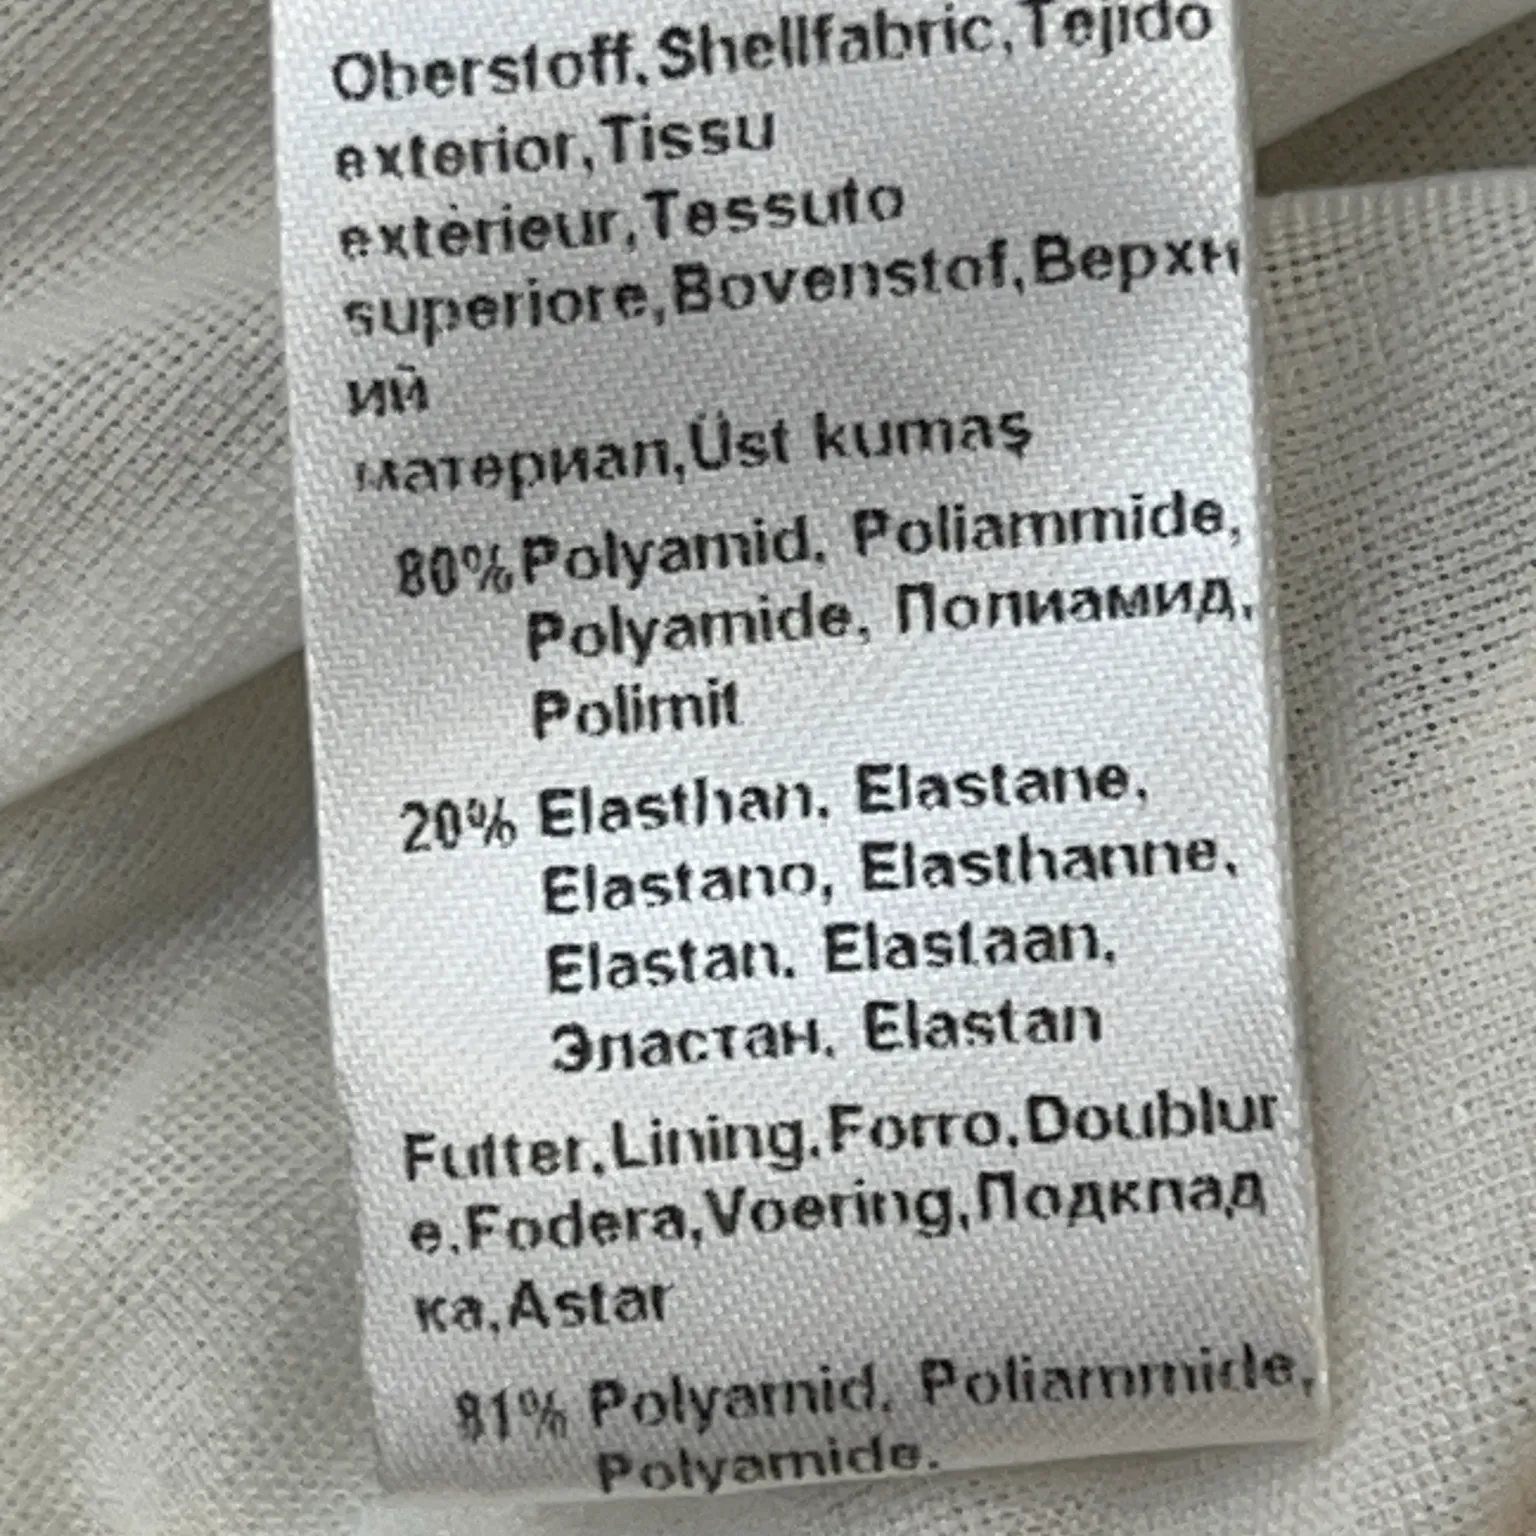 Oberstoff,Shellfabric,Tejido
exterior,Tissu
extèrieur,Tessuto
superiore,Bovenstof,Верхн
ий
материал,Üst kumaş
80% Polyamid, Poliammide,
Polyamide, Полиамид,
Polimit
20% Elasthan, Elastane,
Elastano, Elasthanne,
Elastan, Elastaan,
Эластан, Elastan
Futter,Lining,Forro,Doublur
e,Fodera,Voering,Подклад
ка,Astar
81% Polyamid, Poliammide,
Polyamide,